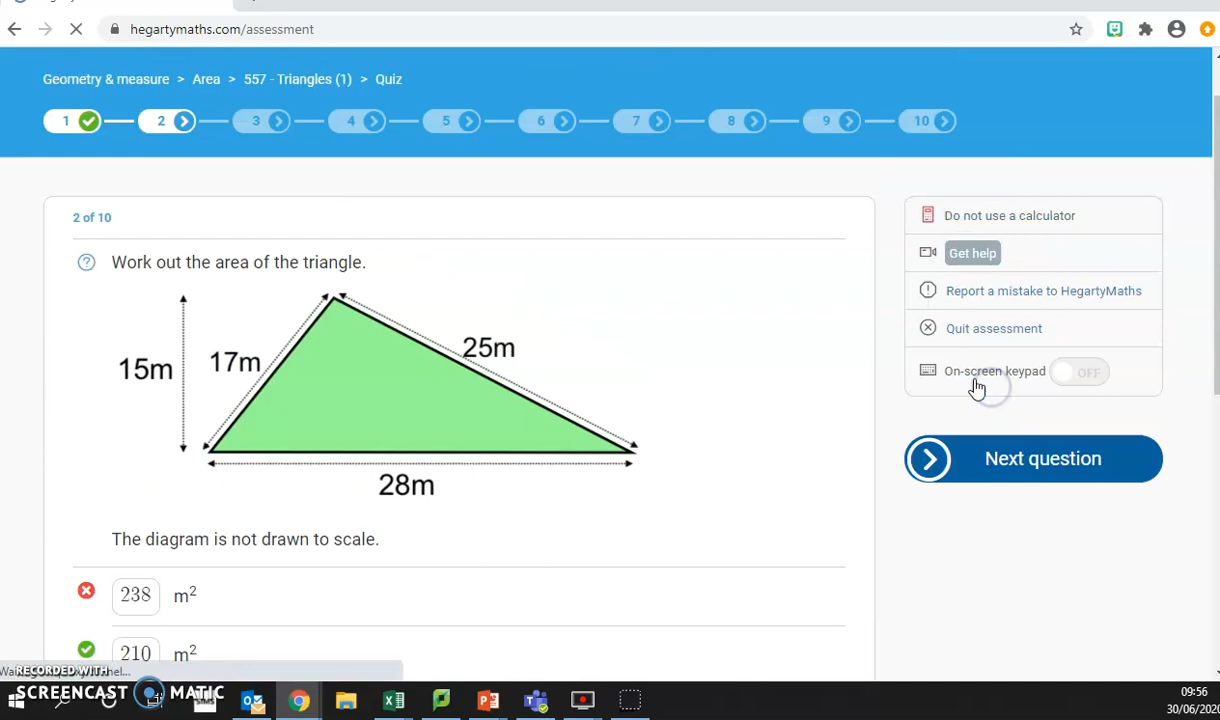 hegartymaths.com/assessment
Geometry & measure > Area > 557 - Triangles (1) > Quiz
1 2 3 4 5 6 7 8 9 10
2 of 10
Do not use a calculator
Work out the area of the triangle.
Get help
Report a mistake to HegartyMaths
Quit assessment
15m 17m 25m
On-screen keypad OFF
Next question
28m
The diagram is not drawn to scale.
238 m²
210 m²
RECORDED WITH
SCREENCAST MATIC
09:56
30/06/2020